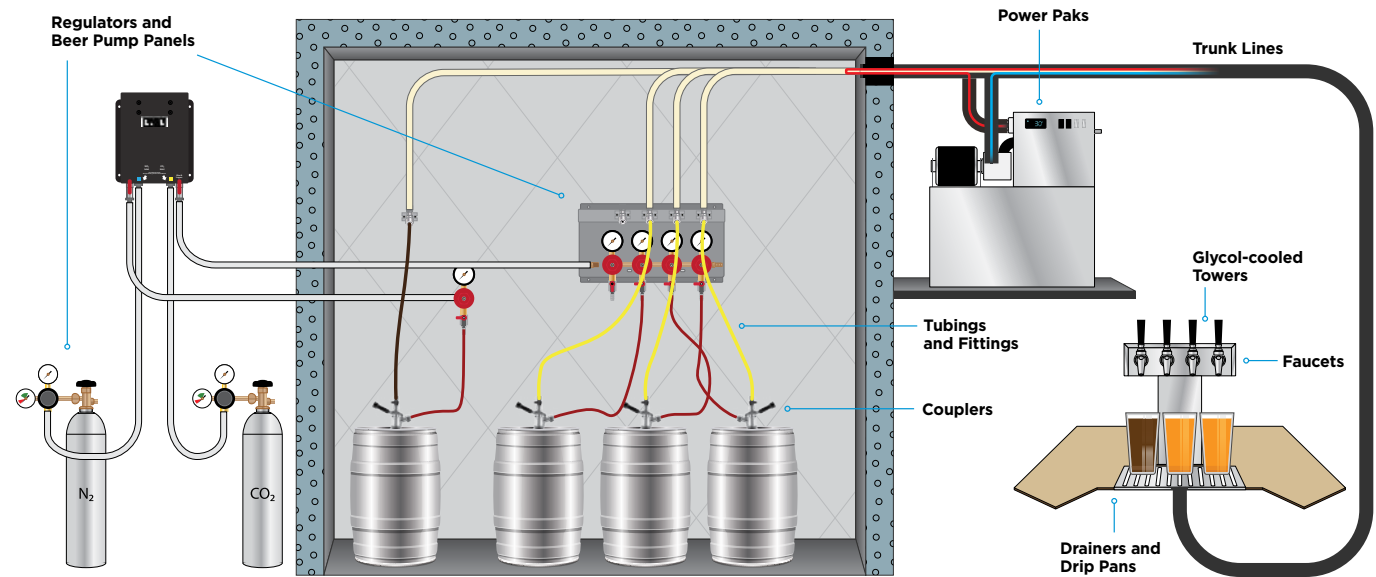 Regulators and
Beer Pump Panels
Power Paks
Trunk Lines
Glycol-cooled
Towers
Tubings
and Fittings
Faucets
Couplers
N₂
CO₂
Drainers and
Drip Pans